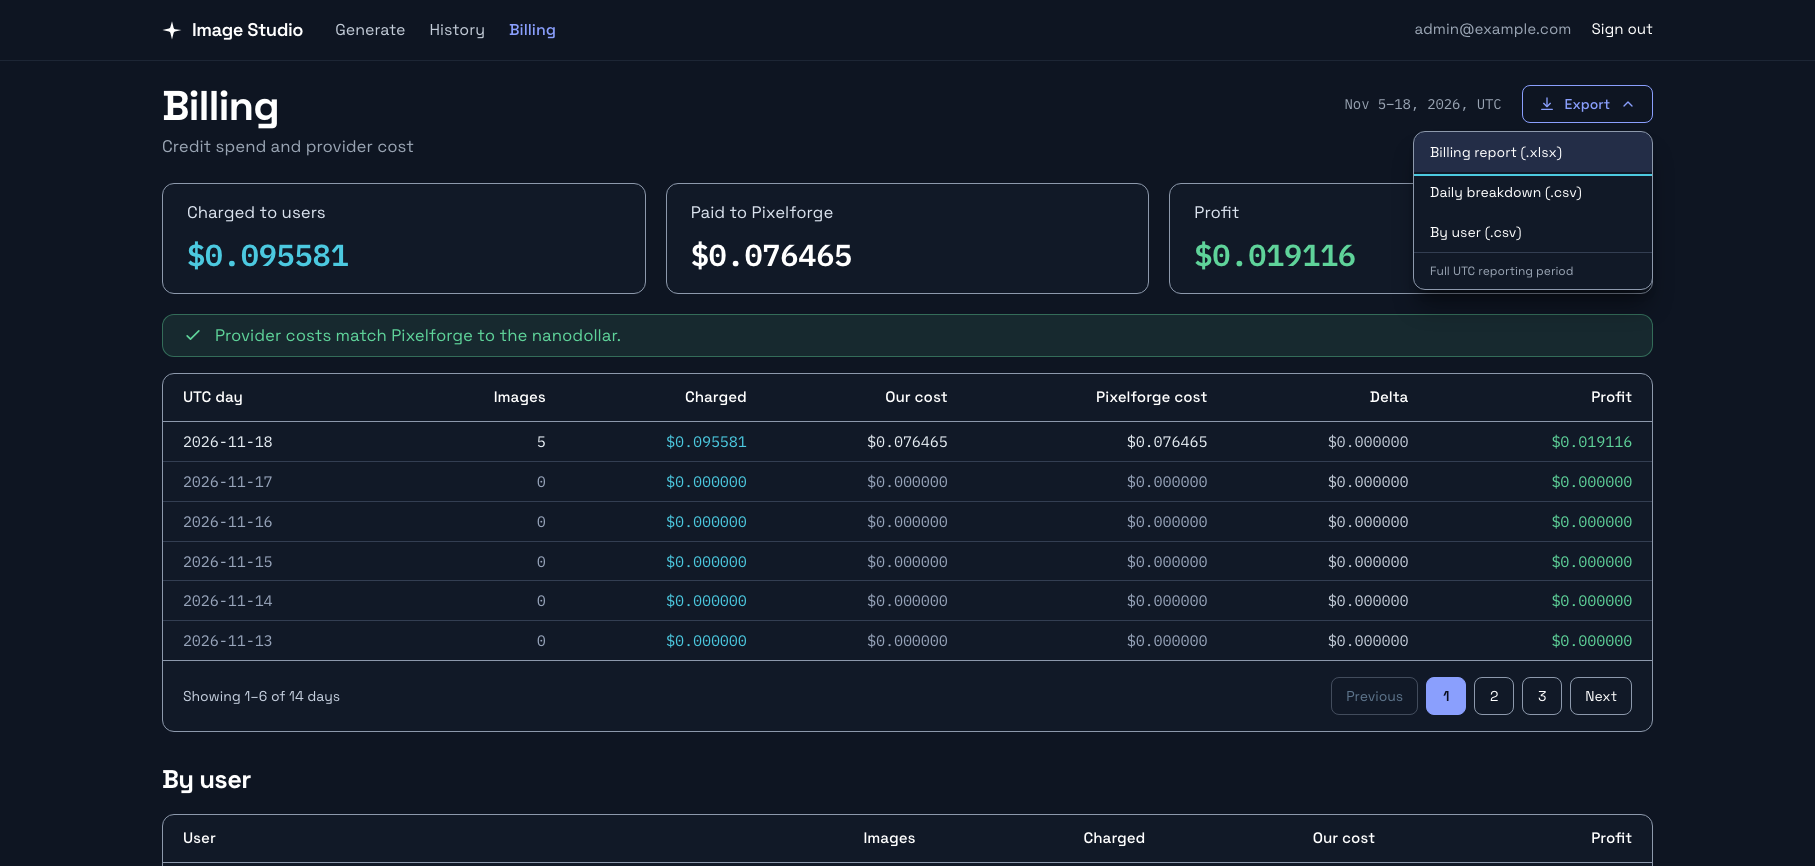 Image Studio Generate History Billing admin@example.com Sign out
Billing
Nov 5–18, 2026, UTC Export
Credit spend and provider cost
Billing report (.xlsx)
Daily breakdown (.csv)
By user (.csv)
Full UTC reporting period
Charged to users
$0.095581
Paid to Pixelforge
$0.076465
Profit
$0.019116
Provider costs match Pixelforge to the nanodollar.
UTC day Images Charged Our cost Pixelforge cost Delta Profit
2026-11-18 5 $0.095581 $0.076465 $0.076465 $0.000000 $0.019116
2026-11-17 0 $0.000000 $0.000000 $0.000000 $0.000000 $0.000000
2026-11-16 0 $0.000000 $0.000000 $0.000000 $0.000000 $0.000000
2026-11-15 0 $0.000000 $0.000000 $0.000000 $0.000000 $0.000000
2026-11-14 0 $0.000000 $0.000000 $0.000000 $0.000000 $0.000000
2026-11-13 0 $0.000000 $0.000000 $0.000000 $0.000000 $0.000000
Showing 1–6 of 14 days Previous 1 2 3 Next
By user
User Images Charged Our cost Profit